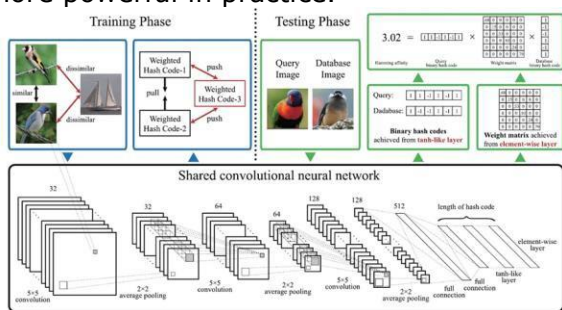 more powerful in practice.
Training Phase
Testing Phase
dissimilar
similar
dissimilar
Weighted
Hash Code-1
push
pull
Weighted
Hash Code-3
Weighted
Hash Code-2
push
Query
Image
Database
Image
3.02 =
×
×
Hamming affinity
Query
binary hash code
Weight matrix
Database
binary hash code
Query:
Dadabase:
Binary hash codes
achieved from tanh-like layer
Weight matrix achieved
from element-wise layer
Shared convolutional neural network
32
32
64
64
128
128
512
length of hash code
element-wise layer
5×5
convolution
2×2
average pooling
5×5
convolution
2×2
average pooling
5×5
convolution
2×2
average pooling
full
connection
full
connection
tanh-like
layer